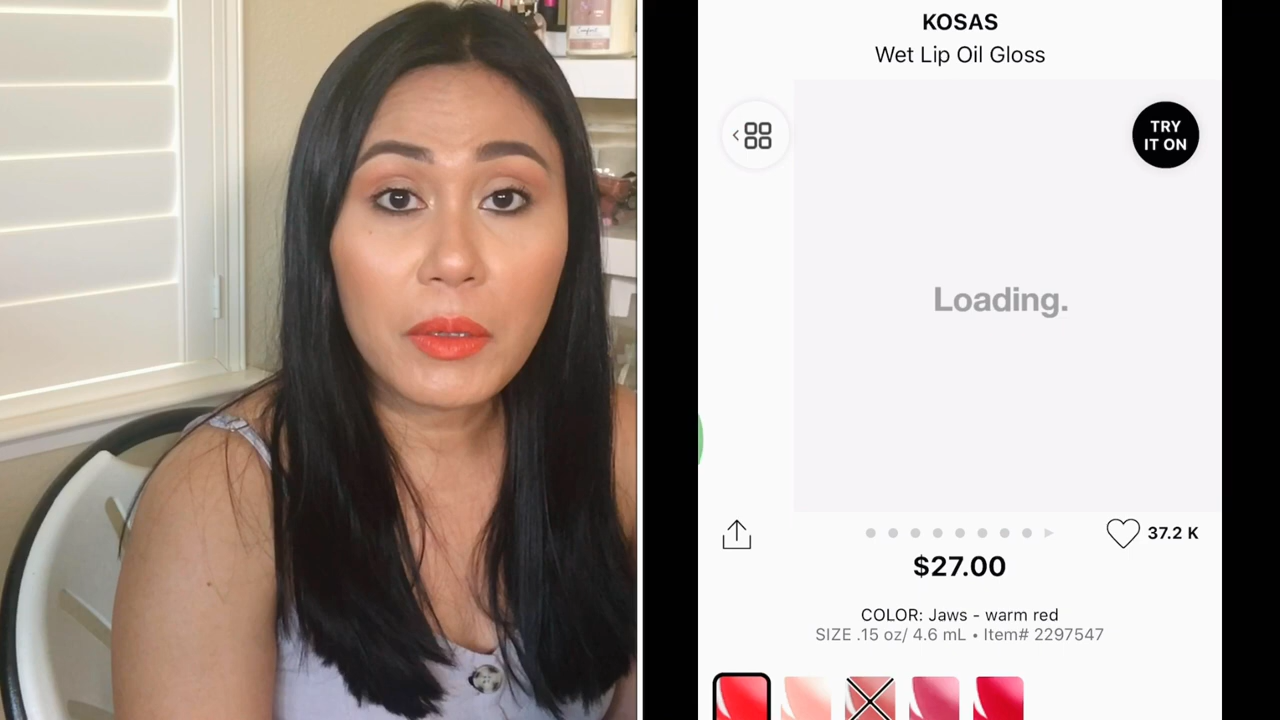 KOSAS
Wet Lip Oil Gloss
TRY
IT ON
Loading.
37.2 K
$27.00
COLOR: Jaws - warm red
SIZE .15 oz/ 4.6 mL • Item# 2297547